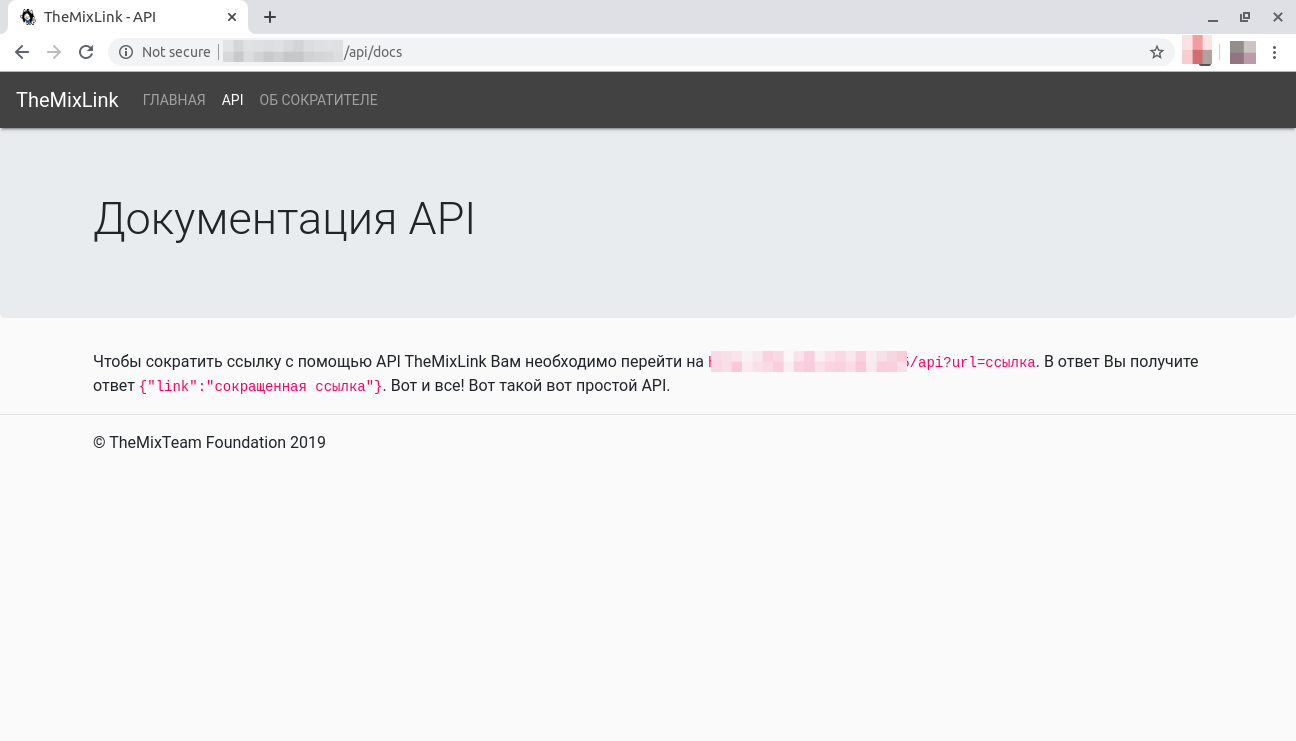 TheMixLink - API
Not secure /api/docs
TheMixLink ГЛАВНАЯ API ОБ СОКРАТИТЕЛЕ
Документация API
Чтобы сократить ссылку с помощью API TheMixLink Вам необходимо перейти на /api?url=ссылка. В ответ Вы получите
ответ {"link":"сокращенная ссылка"}. Вот и все! Вот такой вот простой API.
© TheMixTeam Foundation 2019